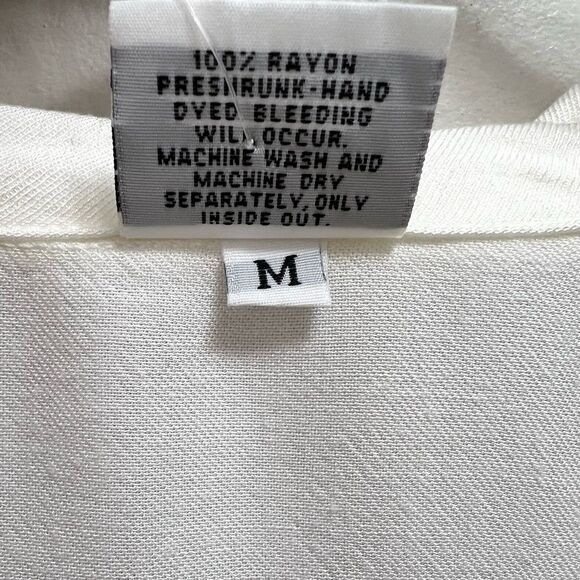 100% RAYON
PRESHRUNK-HAND
DYED BLEEDING
WILL OCCUR.
MACHINE WASH AND
MACHINE DRY
SEPARATELY, ONLY
INSIDE OUT.
M